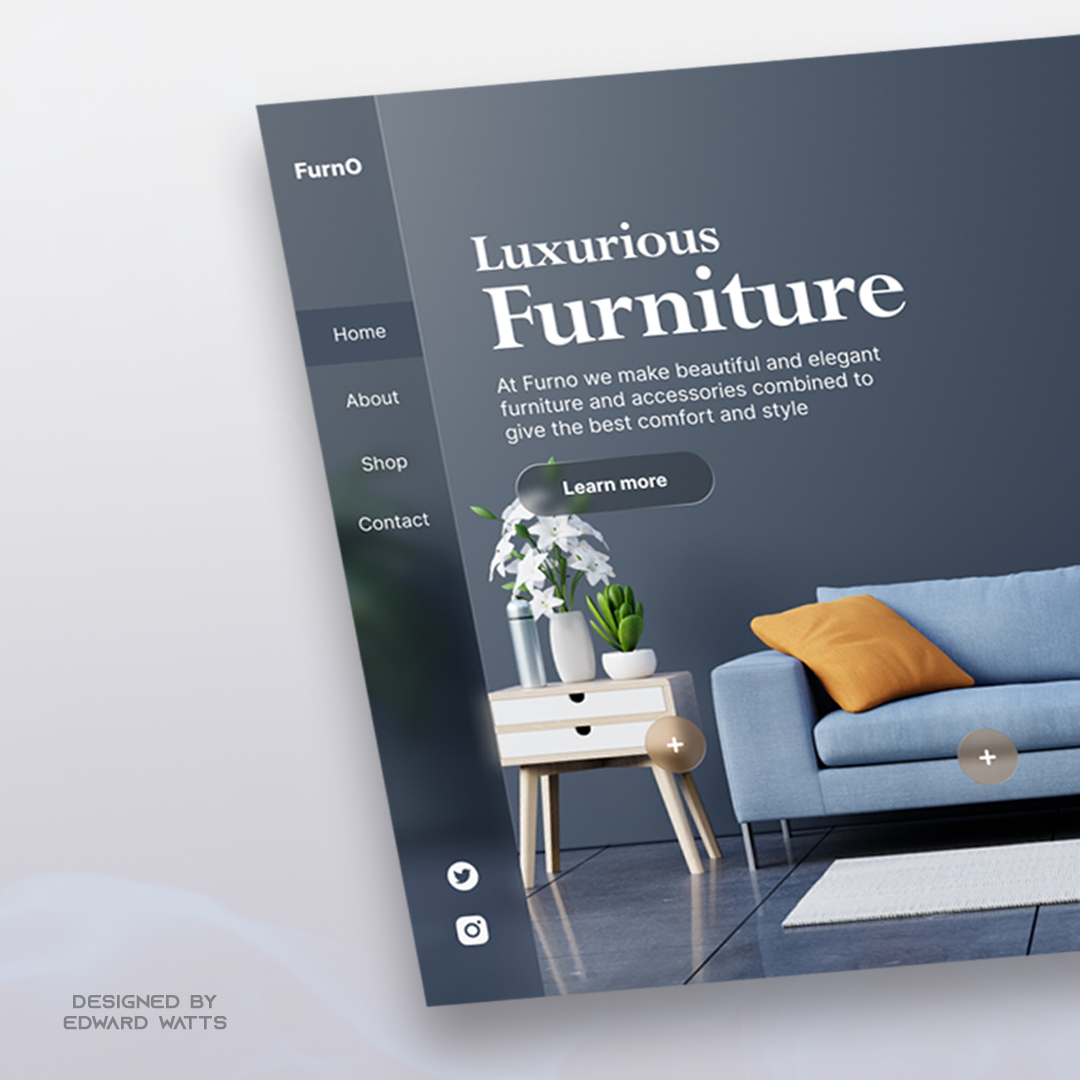 FurnO
Home
About
Shop
Contact
Luxurious
Furniture
At Furno we make beautiful and elegant
furniture and accessories combined to
give the best comfort and style
Learn more
DESIGNED BY
EDWARD WATTS